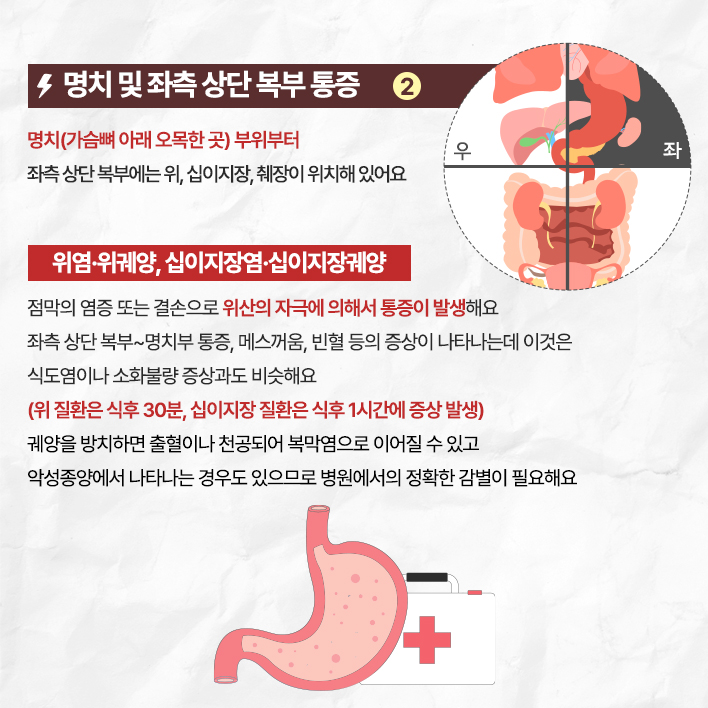 명치 및 좌측 상단 복부 통증 2
명치(가슴뼈 아래 오목한 곳) 부위부터
좌측 상단 복부에는 위, 십이지장, 췌장이 위치해 있어요
우
좌
위염·위궤양, 십이지장염·십이지장궤양
점막의 염증 또는 결손으로 위산의 자극에 의해서 통증이 발생해요
좌측 상단 복부~명치부 통증, 메스꺼움, 빈혈 등의 증상이 나타나는데 이것은
식도염이나 소화불량 증상과도 비슷해요
(위 질환은 식후 30분, 십이지장 질환은 식후 1시간에 증상 발생)
궤양을 방치하면 출혈이나 천공되어 복막염으로 이어질 수 있고
악성종양에서 나타나는 경우도 있으므로 병원에서의 정확한 감별이 필요해요